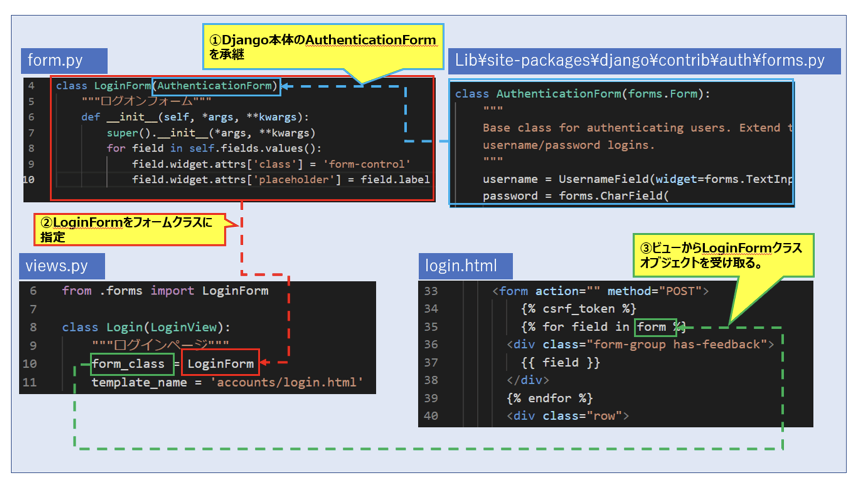 ①Django本体のAuthenticationForm
を承継
form.py
4 class LoginForm(AuthenticationForm):
5 """ログオンフォーム"""
6 def __init__(self, *args, **kwargs):
7 super().__init__(*args, **kwargs)
8 for field in self.fields.values():
9 field.widget.attrs['class'] = 'form-control'
10 field.widget.attrs['placeholder'] = field.label
Lib¥site-packages¥django¥contrib¥auth¥forms.py
class AuthenticationForm(forms.Form):
"""
Base class for authenticating users. Extend t
username/password logins.
"""
username = UsernameField(widget=forms.TextInp
password = forms.CharField(
②LoginFormをフォームクラスに
指定
views.py
6 from .forms import LoginForm
7
8 class Login(LoginView):
9 """ログインページ"""
10 form_class = LoginForm
11 template_name = 'accounts/login.html'
③ビューからLoginFormクラス
オブジェクトを受け取る。
login.html
33 <form action="" method="POST">
34 {% csrf_token %}
35 {% for field in form %}
36 <div class="form-group has-feedback">
37 {{ field }}
38 </div>
39 {% endfor %}
40 <div class="row">